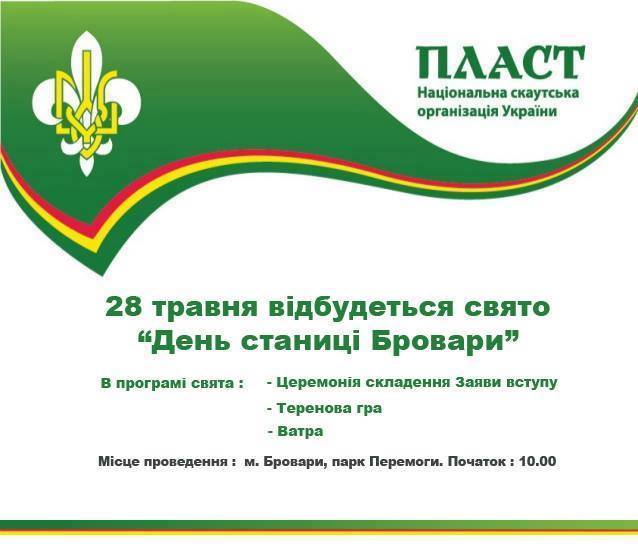 ПЛАСТ
Національна скаутська
організація України
28 травня відбудеться свято
“День станиці Бровари”
В програмі свята : - Церемонія складення Заяви вступу
- Теренова гра
- Ватра
Місце проведення : м. Бровари, парк Перемоги. Початок : 10.00